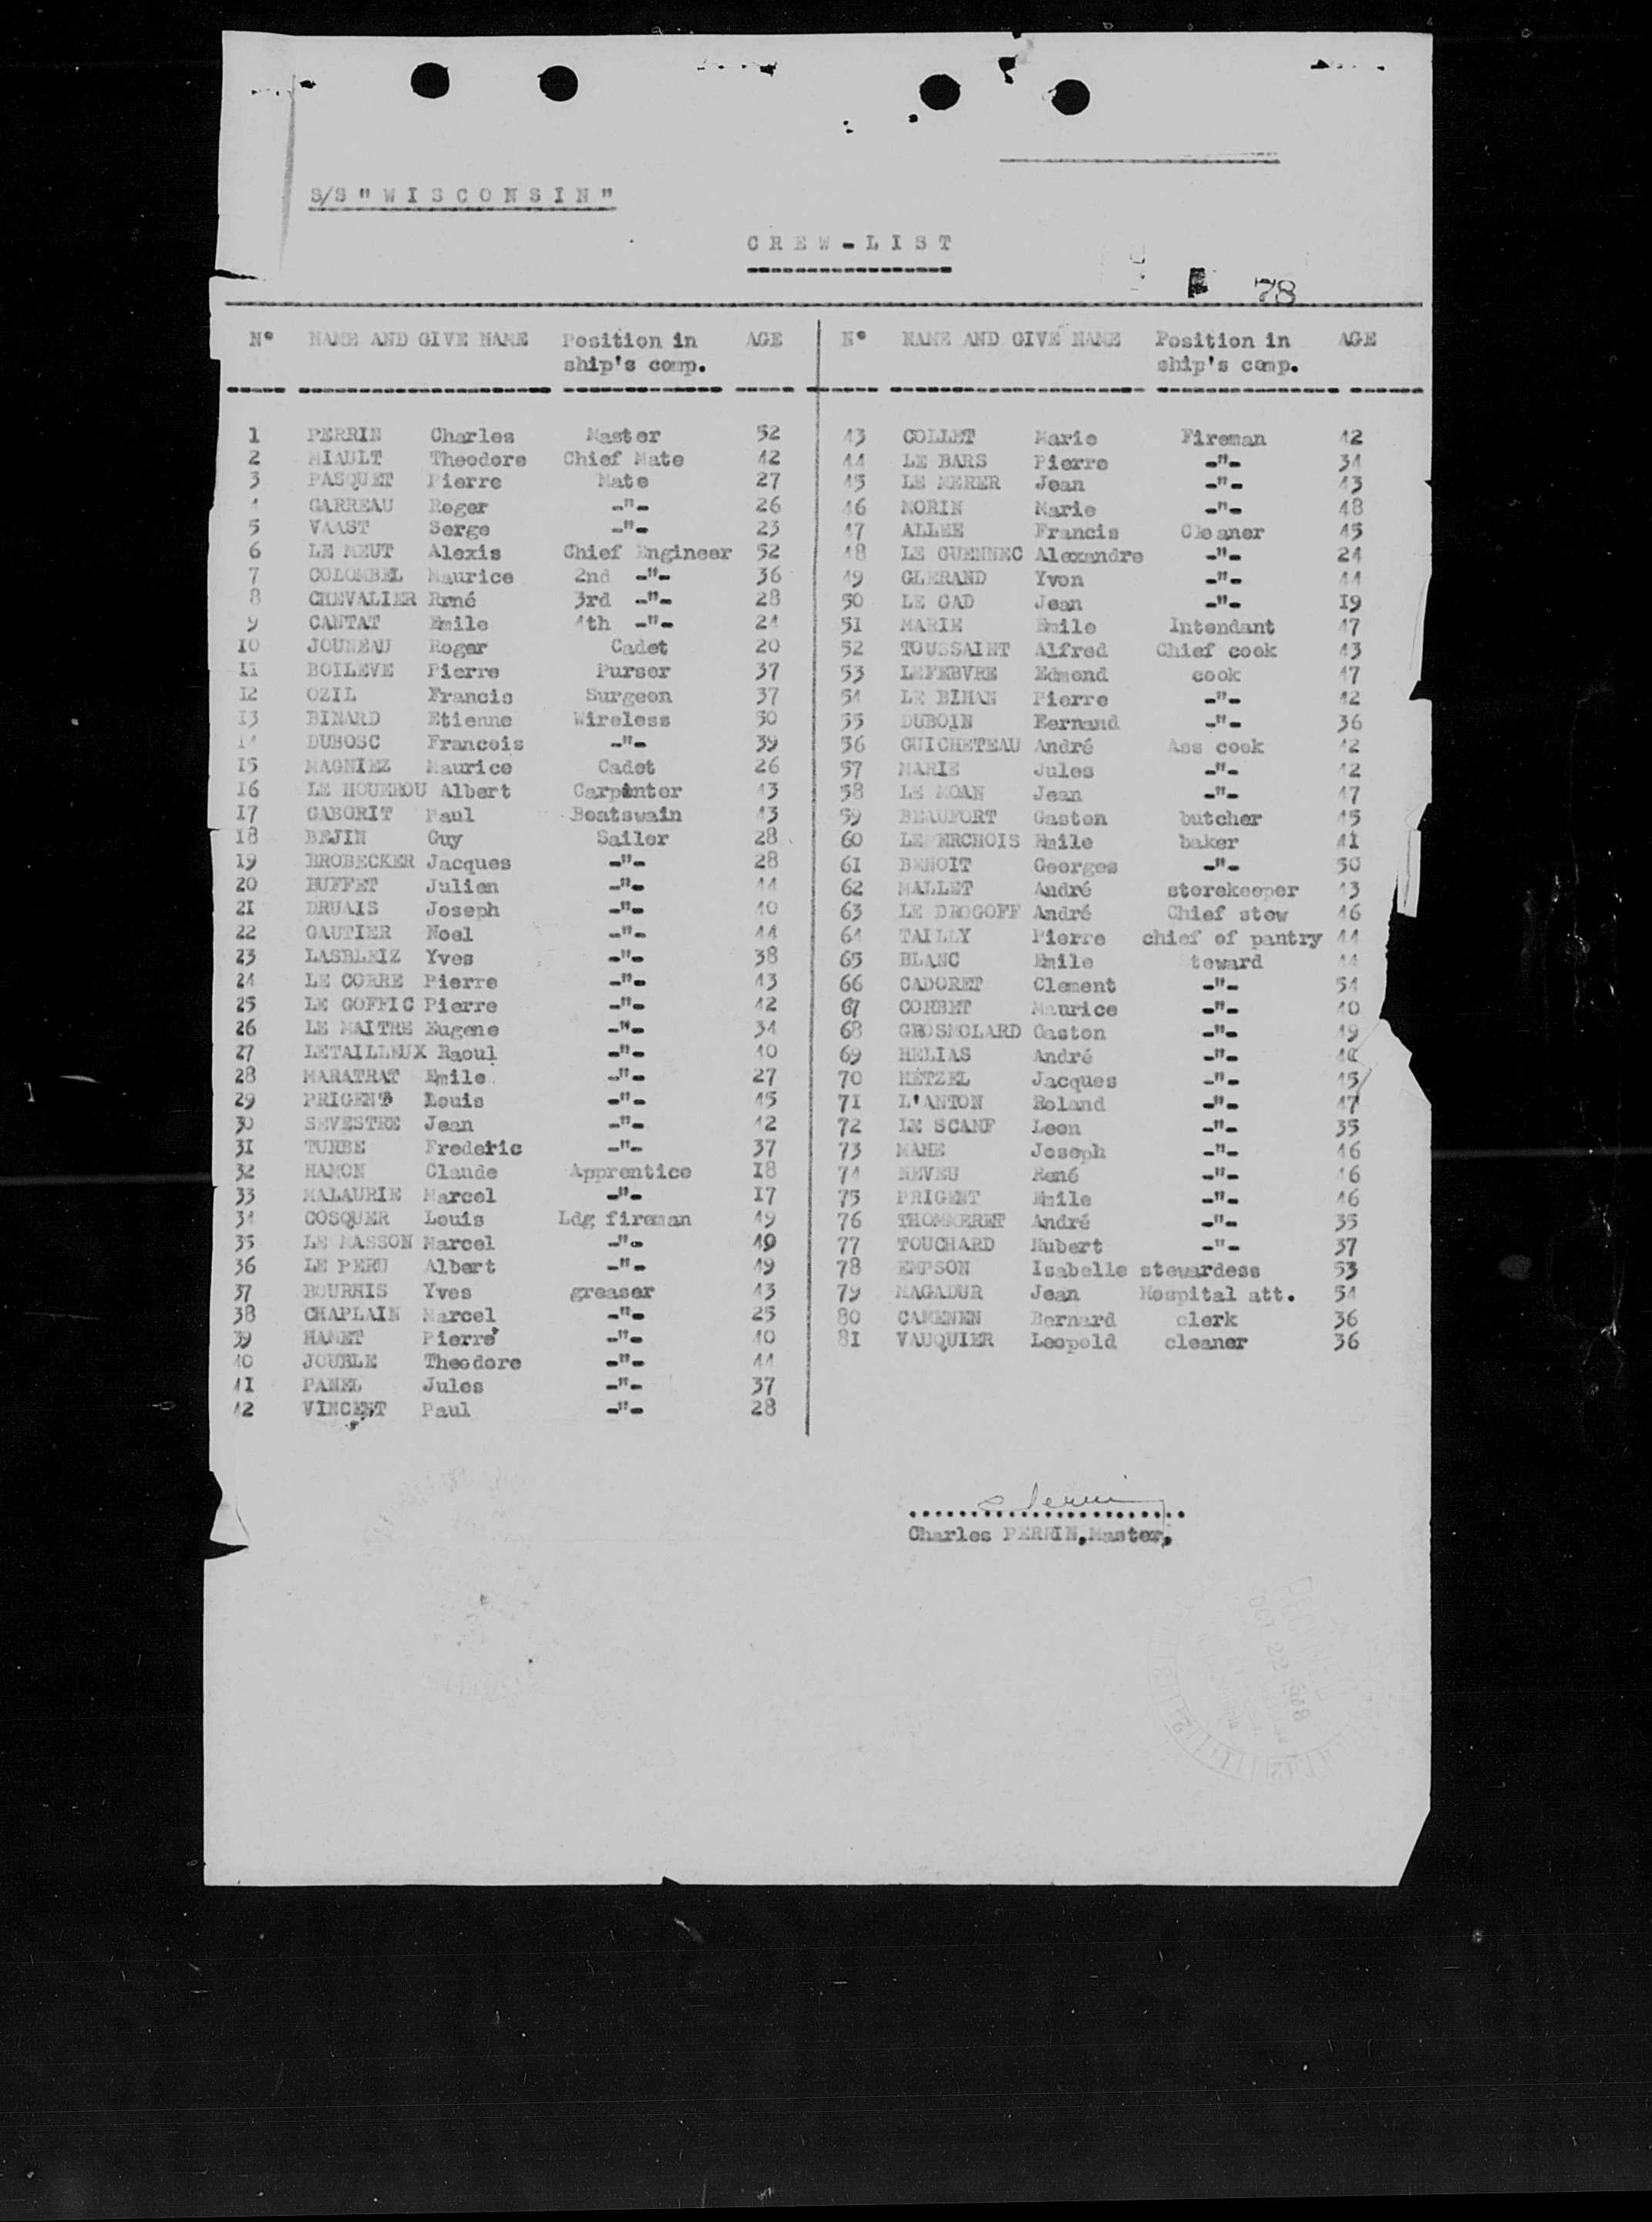 S/S "W I S C O N S I N"
C R E W - L I S T
78
N° NAME AND GIVE NAME Position in ship's comp. AGE
1 PERRIN Charles Master 52
2 MIAULT Theodore Chief Mate 42
3 PASQUET Pierre Mate 27
4 GARREAU Roger -"- 26
5 VAAST Serge -"- 23
6 LE MEUT Alexis Chief Engineer 52
7 COLOMBEL Maurice 2nd -"- 36
8 CHEVALIER Rrné 3rd -"- 28
9 CANTAT Emile 4th -"- 24
10 JOUNEAU Roger Cadet 20
11 BOILEVE Pierre Purser 37
12 OZIL Francis Surgeon 37
13 BINARD Etienne Wireless 50
14 DUBOSC Francois -"- 39
15 MAGNIEZ Maurice Cadet 26
16 LE HOUEROU Albert Carpenter 43
17 GABORIT Paul Boatswain 43
18 BEJIN Guy Sailor 28
19 BROBECKER Jacques -"- 28
20 BUFFET Julien -"- 44
21 DRUAIS Joseph -"- 40
22 GAUTIER Noel -"- 44
23 LASBLEIZ Yves -"- 38
24 LE CORRE Pierre -"- 43
25 LE GOFFIC Pierre -"- 42
26 LE MAITRE Eugene -"- 34
27 LETAILLEUX Raoul -"- 40
28 MARATRAT Emile -"- 27
29 PRIGENT Louis -"- 45
30 SEVESTRE Jean -"- 42
31 TURBE Frederic -"- 37
32 HAMON Claude Apprentice 18
33 MALAURIE Marcel -"- 17
34 COSQUER Louis Ldg fireman 49
35 LE MASSON Marcel -"- 49
36 LE PERU Albert -"- 49
37 BOURHIS Yves greaser 43
38 CHAPLAIN Marcel -"- 25
39 HAMET Pierre -"- 40
40 JOUBLE Theodore -"- 44
41 PANEL Jules -"- 37
42 VINCENT Paul -"- 28
N° NAME AND GIVE NAME Position in ship's comp. AGE
43 COLLET Marie Fireman 42
44 LE BARS Pierre -"- 34
45 LE MERER Jean -"- 43
46 MORIN Marie -"- 48
47 ALLEE Francis Cleaner 45
48 LE GUENNEC Alexandre -"- 24
49 GLERAND Yvon -"- 44
50 LE GAD Jean -"- 19
51 MARIE Emile Intendant 47
52 TOUSSAINT Alfred Chief cook 43
53 LEFEBVRE Edmond cook 47
54 LE BIHAN Pierre -"- 42
55 DUBOIN Fernand -"- 36
56 GUICHETEAU André Ass cook 42
57 MARIE Jules -"- 42
58 LE MOAN Jean -"- 47
59 BEAUFORT Gaston butcher 45
60 LEPERCHOIS Emile baker 41
61 BENOIT Georges -"- 50
62 MALLET André storekeeper 43
63 LE DROGOFF André Chief stew 46
64 TAILLY Pierre chief of pantry 44
65 BLANC Emile Steward 44
66 CADORET Clement -"- 54
67 CORBET Maurice -"- 40
68 GROSMOLARD Gaston -"- 49
69 HELIAS André -"-
70 HETZEL Jacques -"- 45
71 L'ANTON Roland -"- 47
72 LE SCANF Leon -"- 35
73 MAHE Joseph -"- 46
74 NEVEU René -"- 46
75 PRIGENT Emile -"- 46
76 THOMMERET André -"- 35
77 TOUCHARD Hubert -"- 37
78 EMPSON Isabelle stewardess 53
79 MAGADUR Jean Hospital att. 54
80 CAMENEN Bernard clerk 36
81 VAUQUIER Leopold cleaner 36
Charles PERRIN, Master,
OCT 22 1938